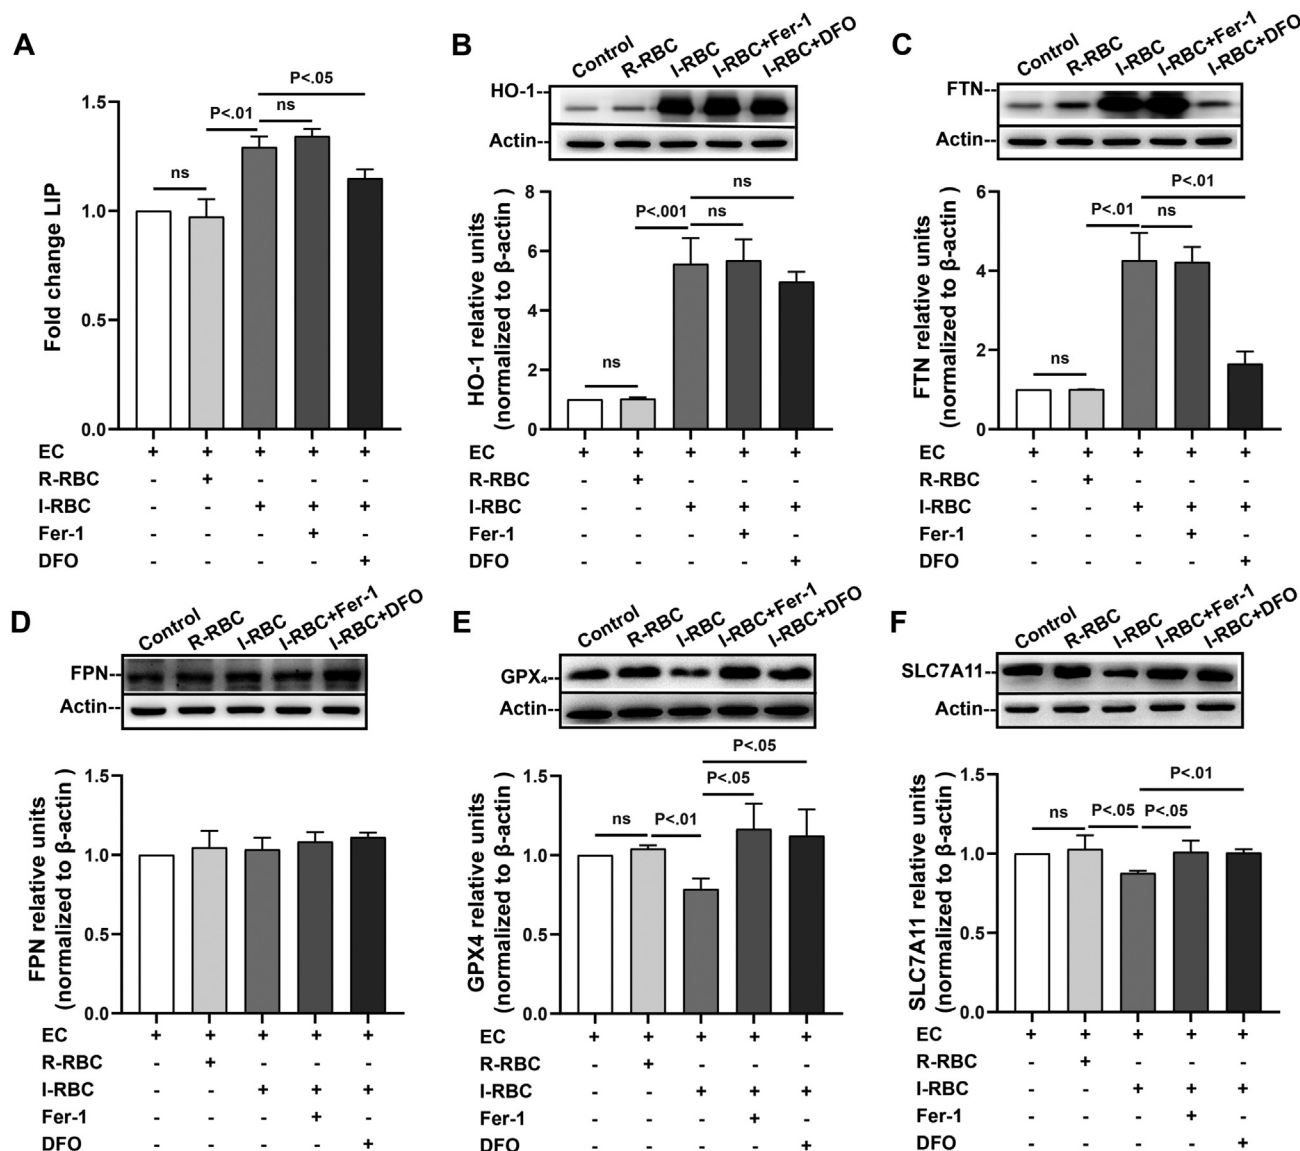 A
P<.05
P<.01
ns
ns
1.5
1.0
0.5
0.0
Fold change LIP
EC + + + + +
R-RBC - + - - -
I-RBC - - + + +
Fer-1 - - - + -
DFO - - - - +
B
Control R-RBC I-RBC I-RBC+Fer-1 I-RBC+DFO
HO-1--
Actin--
ns
P<.001
ns
ns
8
6
4
2
0
HO-1 relative units
(normalized to β-actin )
EC + + + + +
R-RBC - + - - -
I-RBC - - + + +
Fer-1 - - - + -
DFO - - - - +
C
Control R-RBC I-RBC I-RBC+Fer-1 I-RBC+DFO
FTN--
Actin--
P<.01
P<.01
ns
ns
6
4
2
0
FTN relative units
(normalized to β-actin )
EC + + + + +
R-RBC - + - - -
I-RBC - - + + +
Fer-1 - - - + -
DFO - - - - +
D
Control R-RBC I-RBC I-RBC+Fer-1 I-RBC+DFO
FPN--
Actin--
1.5
1.0
0.5
0.0
FPN relative units
(normalized to β-actin )
EC + + + + +
R-RBC - + - - -
I-RBC - - + + +
Fer-1 - - - + -
DFO - - - - +
E
Control R-RBC I-RBC I-RBC+Fer-1 I-RBC+DFO
GPX₄--
Actin--
P<.05
P<.05
ns
P<.01
1.5
1.0
0.5
0.0
GPX4 relative units
(normalized to β-actin )
EC + + + + +
R-RBC - + - - -
I-RBC - - + + +
Fer-1 - - - + -
DFO - - - - +
F
Control R-RBC I-RBC I-RBC+Fer-1 I-RBC+DFO
SLC7A11--
Actin--
P<.01
ns
P<.05
P<.05
1.5
1.0
0.5
0.0
SLC7A11 relative units
(normalized to β-actin )
EC + + + + +
R-RBC - + - - -
I-RBC - - + + +
Fer-1 - - - + -
DFO - - - - +